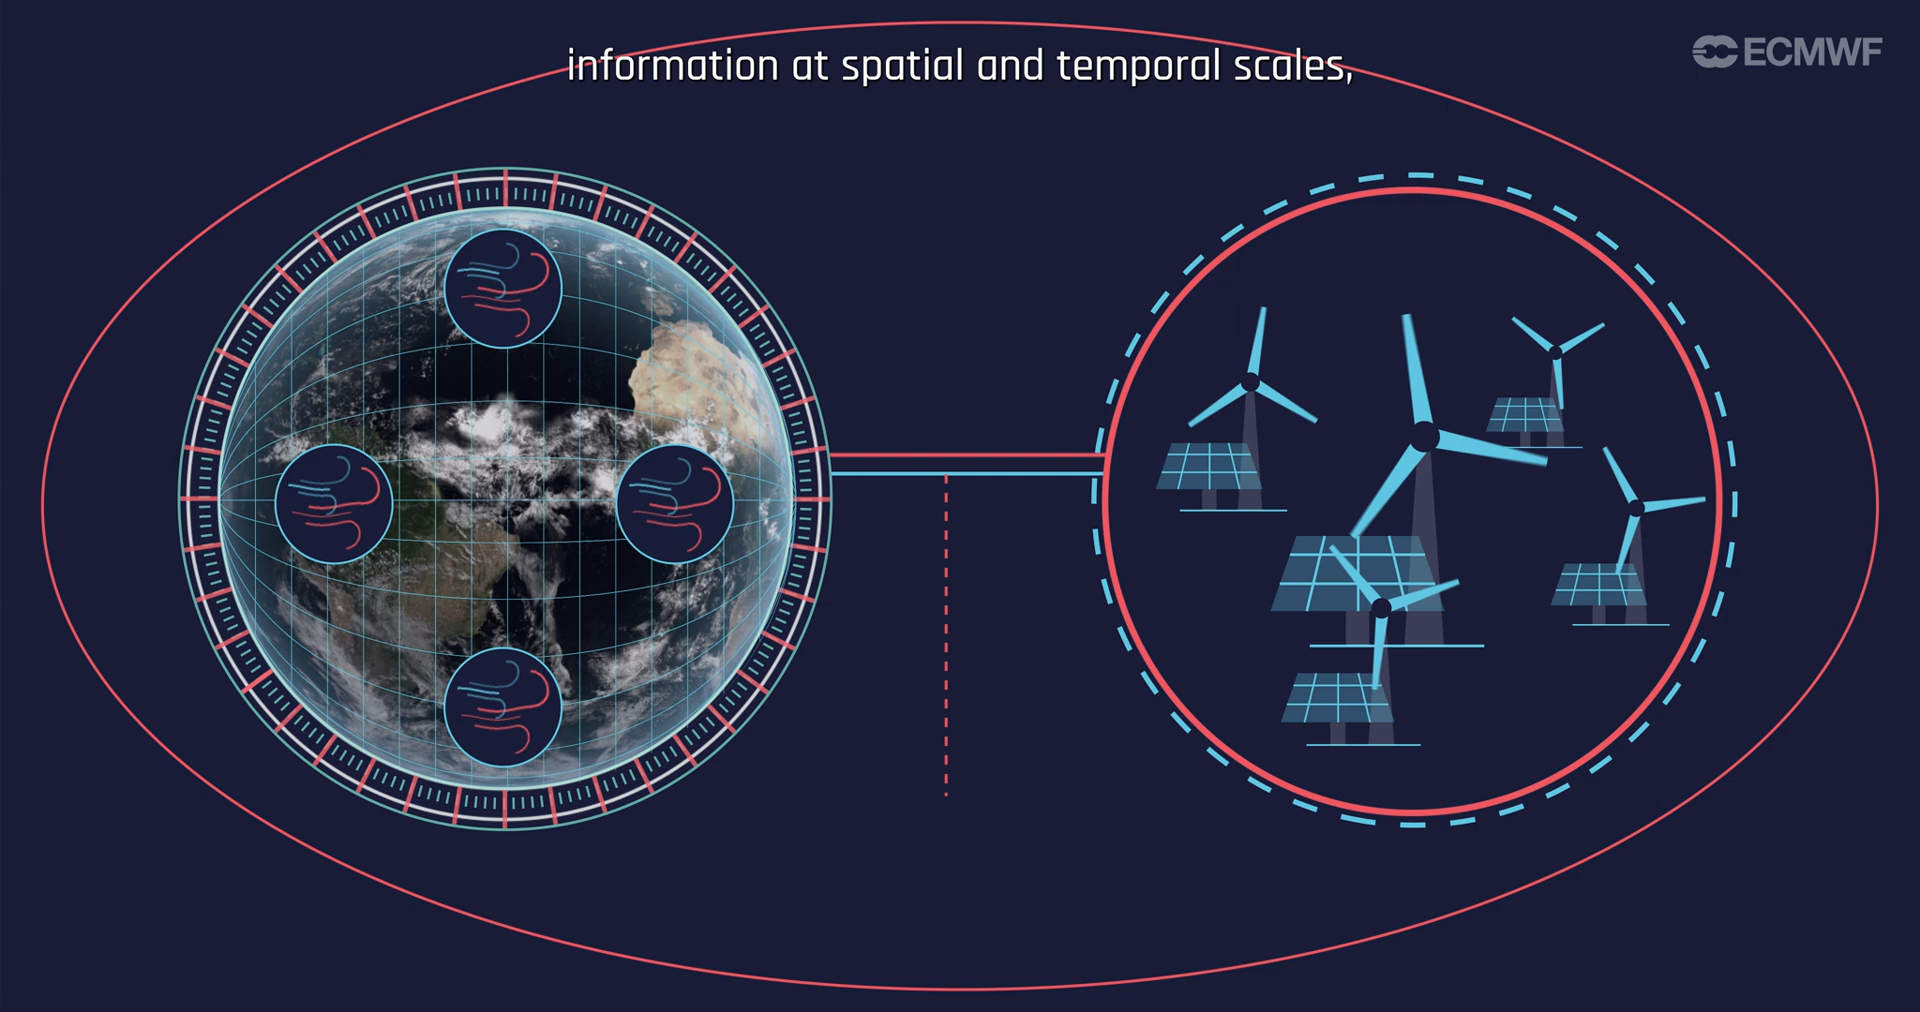 information at spatial and temporal scales,
ECMWF